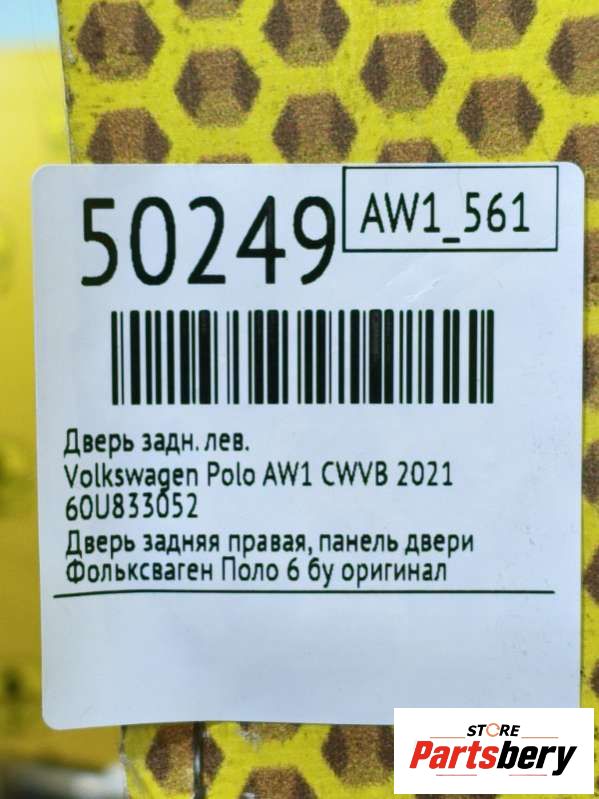 50249
AW1_561
Дверь задн. лев.
Volkswagen Polo AW1 CWVB 2021
60U833052
Дверь задняя правая, панель двери
Фольксваген Поло 6 бу оригинал
STORE
Partsbery